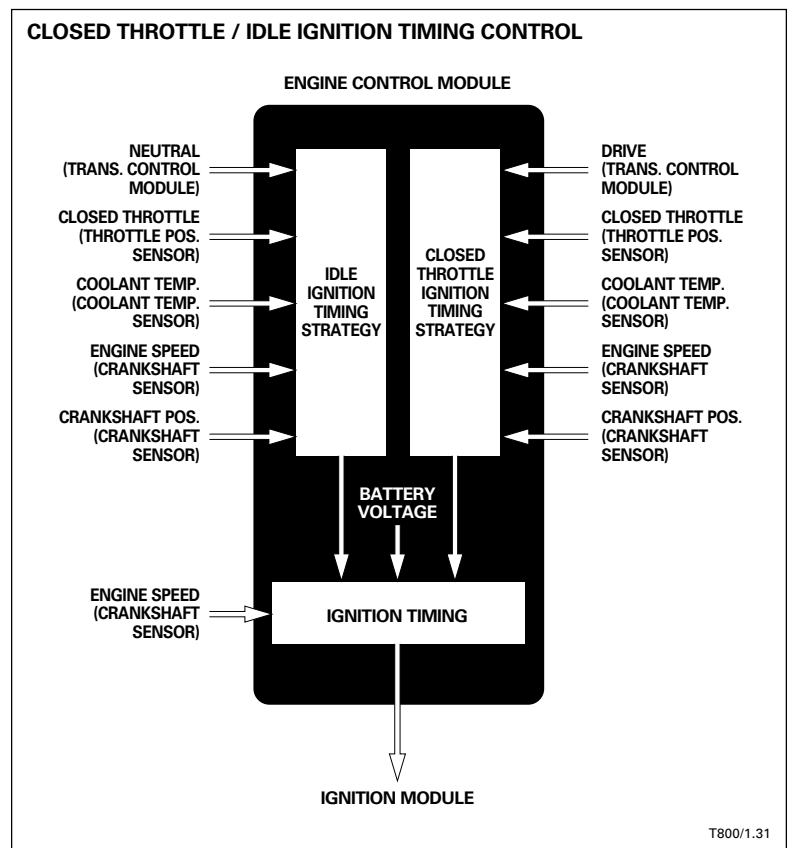 CLOSED THROTTLE / IDLE IGNITION TIMING CONTROL
ENGINE CONTROL MODULE
NEUTRAL
(TRANS. CONTROL
MODULE)
CLOSED THROTTLE
(THROTTLE POS.
SENSOR)
COOLANT TEMP.
(COOLANT TEMP.
SENSOR)
ENGINE SPEED
(CRANKSHAFT
SENSOR)
CRANKSHAFT POS.
(CRANKSHAFT
SENSOR)
IDLE
IGNITION
TIMING
STRATEGY
CLOSED
THROTTLE
IGNITION
TIMING
STRATEGY
DRIVE
(TRANS. CONTROL
MODULE)
CLOSED THROTTLE
(THROTTLE POS.
SENSOR)
COOLANT TEMP.
(COOLANT TEMP.
SENSOR)
ENGINE SPEED
(CRANKSHAFT
SENSOR)
CRANKSHAFT POS.
(CRANKSHAFT
SENSOR)
BATTERY
VOLTAGE
ENGINE SPEED
(CRANKSHAFT
SENSOR)
IGNITION TIMING
IGNITION MODULE
T800/1.31